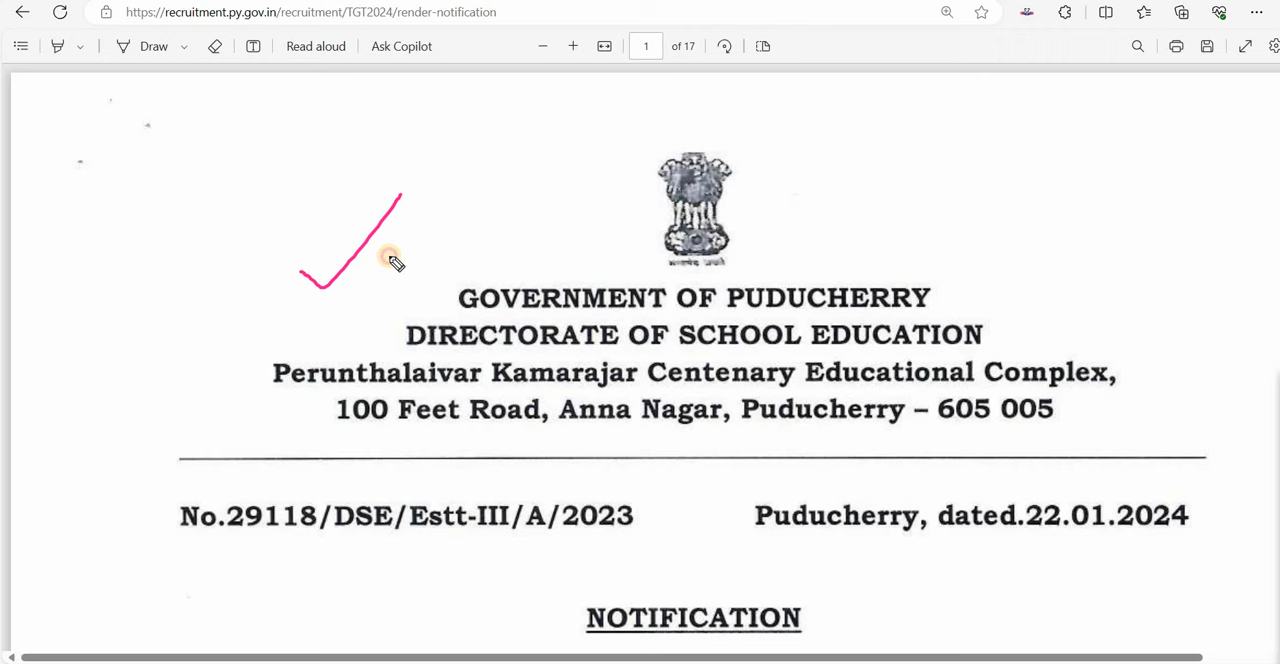 https://recruitment.py.gov.in/recruitment/TGT2024/render-notification
Draw
Read aloud
Ask Copilot
1 of 17
GOVERNMENT OF PUDUCHERRY
DIRECTORATE OF SCHOOL EDUCATION
Perunthalaivar Kamarajar Centenary Educational Complex,
100 Feet Road, Anna Nagar, Puducherry – 605 005
No.29118/DSE/Estt-III/A/2023 Puducherry, dated.22.01.2024
NOTIFICATION